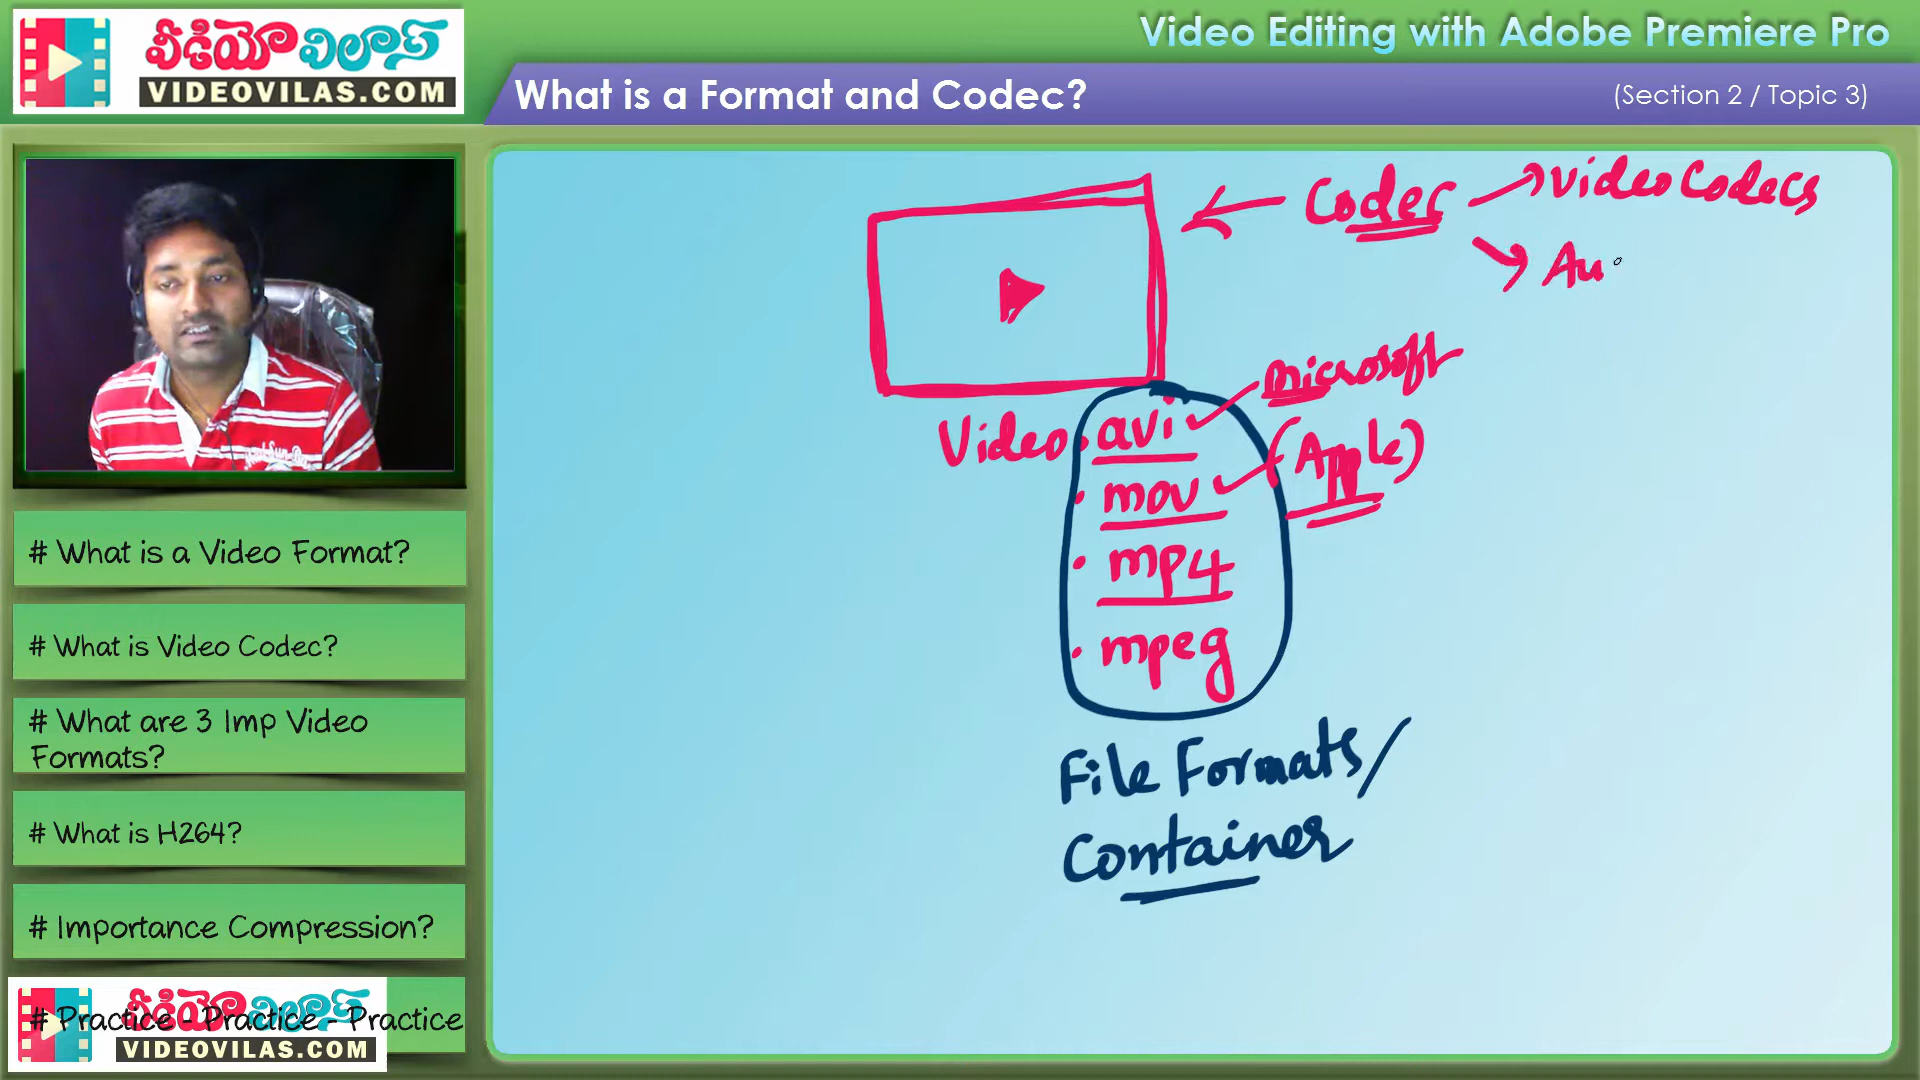 వీడియోవిలాస్
VIDEOVILAS.COM
Video Editing with Adobe Premiere Pro
What is a Format and Codec?
(Section 2 / Topic 3)
Codec
Video Codecs
Au
Microsoft
Video.avi
(Apple)
.mov
.mp4
.mpeg
File Formats/
Container
# What is a Video Format?
# What is Video Codec?
# What are 3 Imp Video
Formats?
# What is H264?
# Importance Compression?
# Practice - Practice - Practice
వీడియోవిలాస్
VIDEOVILAS.COM